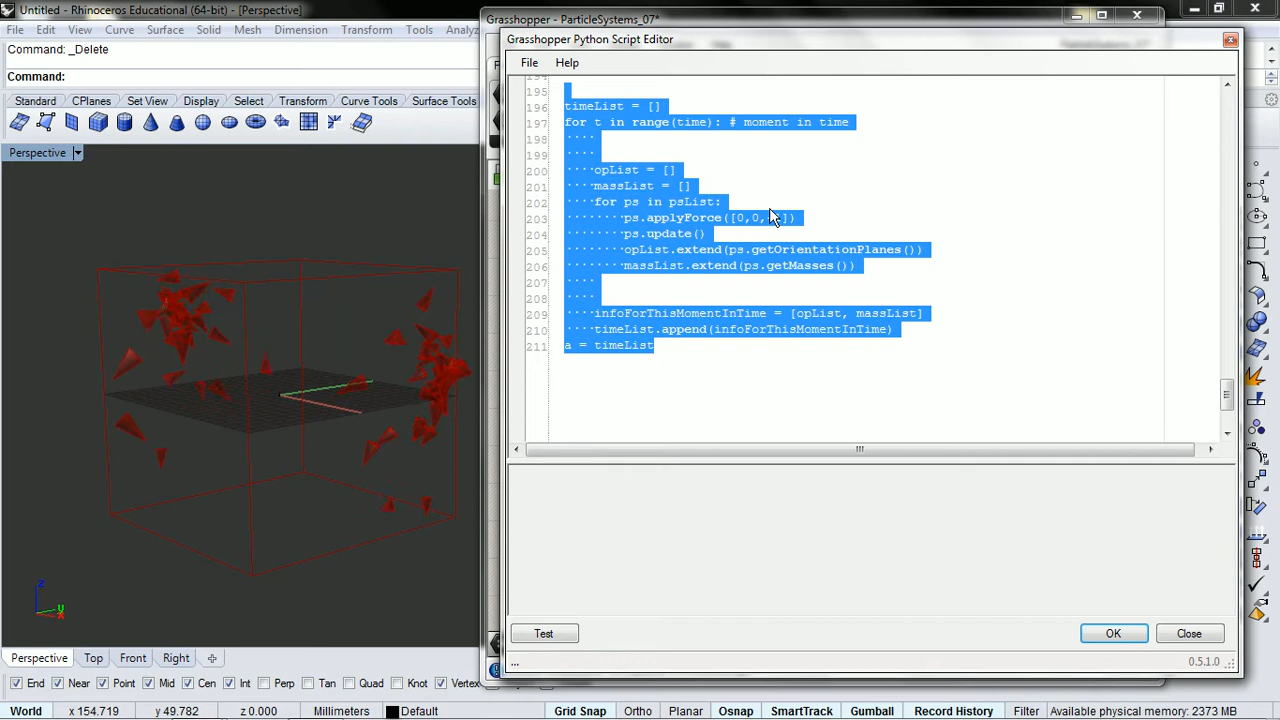 Untitled - Rhinoceros Educational (64-bit) - [Perspective]
File Edit View Curve Surface Solid Mesh Dimension Transform Tools Analyz
Command: _Delete
Command:
Standard CPlanes Set View Display Select Transform Curve Tools Surface Tools
Perspective
z
y
x
Perspective Top Front Right
End Near Point Mid Cen Int Perp Tan Quad Knot Vertex
World x 154.719 y 49.782 z 0.000 Millimeters Default Grid Snap Ortho Planar Osnap SmartTrack Gumball Record History Filter Available physical memory: 2373 MB
Grasshopper - ParticleSystems_07*
Grasshopper Python Script Editor
File Help
194
195
196 timeList = []
197 for t in range(time): # moment in time
198 ····
199 ····
200 ····opList = []
201 ····massList = []
202 ····for ps in psList:
203 ········ps.applyForce([0,0,])
204 ········ps.update()
205 ········opList.extend(ps.getOrientationPlanes())
206 ········massList.extend(ps.getMasses())
207 ····
208 ····
209 ····infoForThisMomentInTime = [opList, massList]
210 ····timeList.append(infoForThisMomentInTime)
211 a = timeList
Test OK Close
... 0.5.1.0